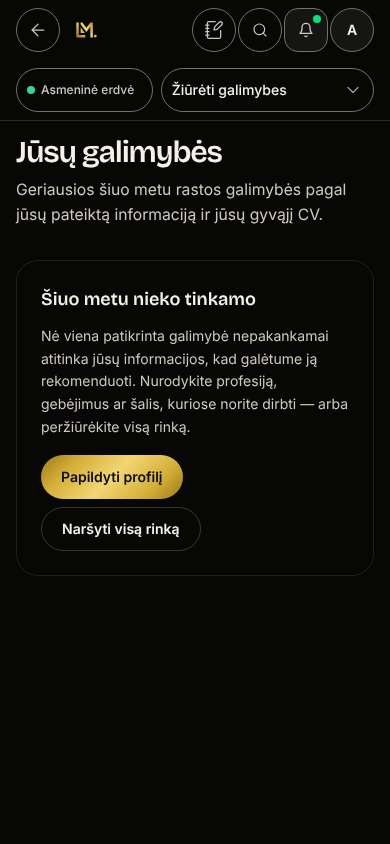 LM.
A
Asmeninė erdvė
Žiūrėti galimybes
Jūsų galimybės
Geriausios šiuo metu rastos galimybės pagal
jūsų pateiktą informaciją ir jūsų gyvąjį CV.
Šiuo metu nieko tinkamo
Nė viena patikrinta galimybė nepakankamai
atitinka jūsų informacijos, kad galėtume ją
rekomenduoti. Nurodykite profesiją,
gebėjimus ar šalis, kuriose norite dirbti — arba
peržiūrėkite visą rinką.
Papildyti profilį
Naršyti visą rinką